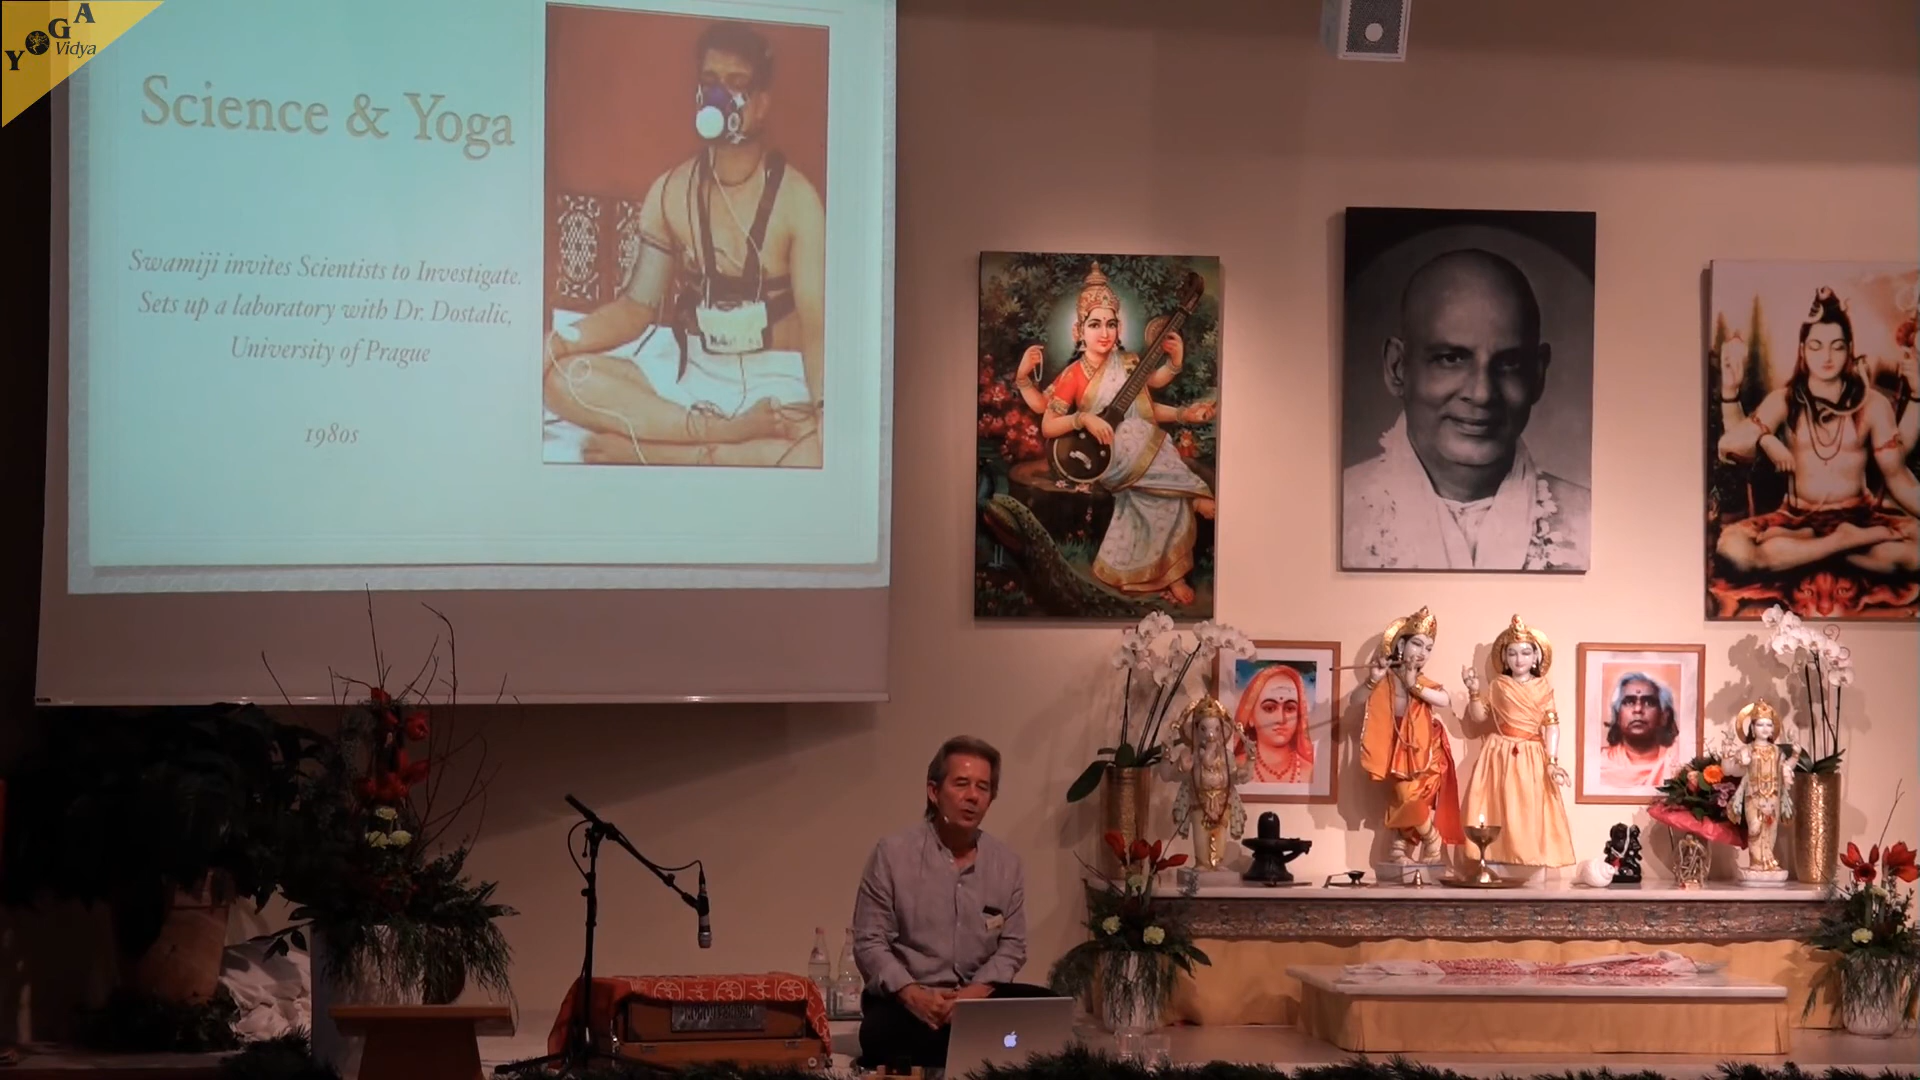 YOGA
Vidya
Science & Yoga
Swamiji invites Scientists to Investigate.
Sets up a laboratory with Dr. Dostalic,
University of Prague
1980s